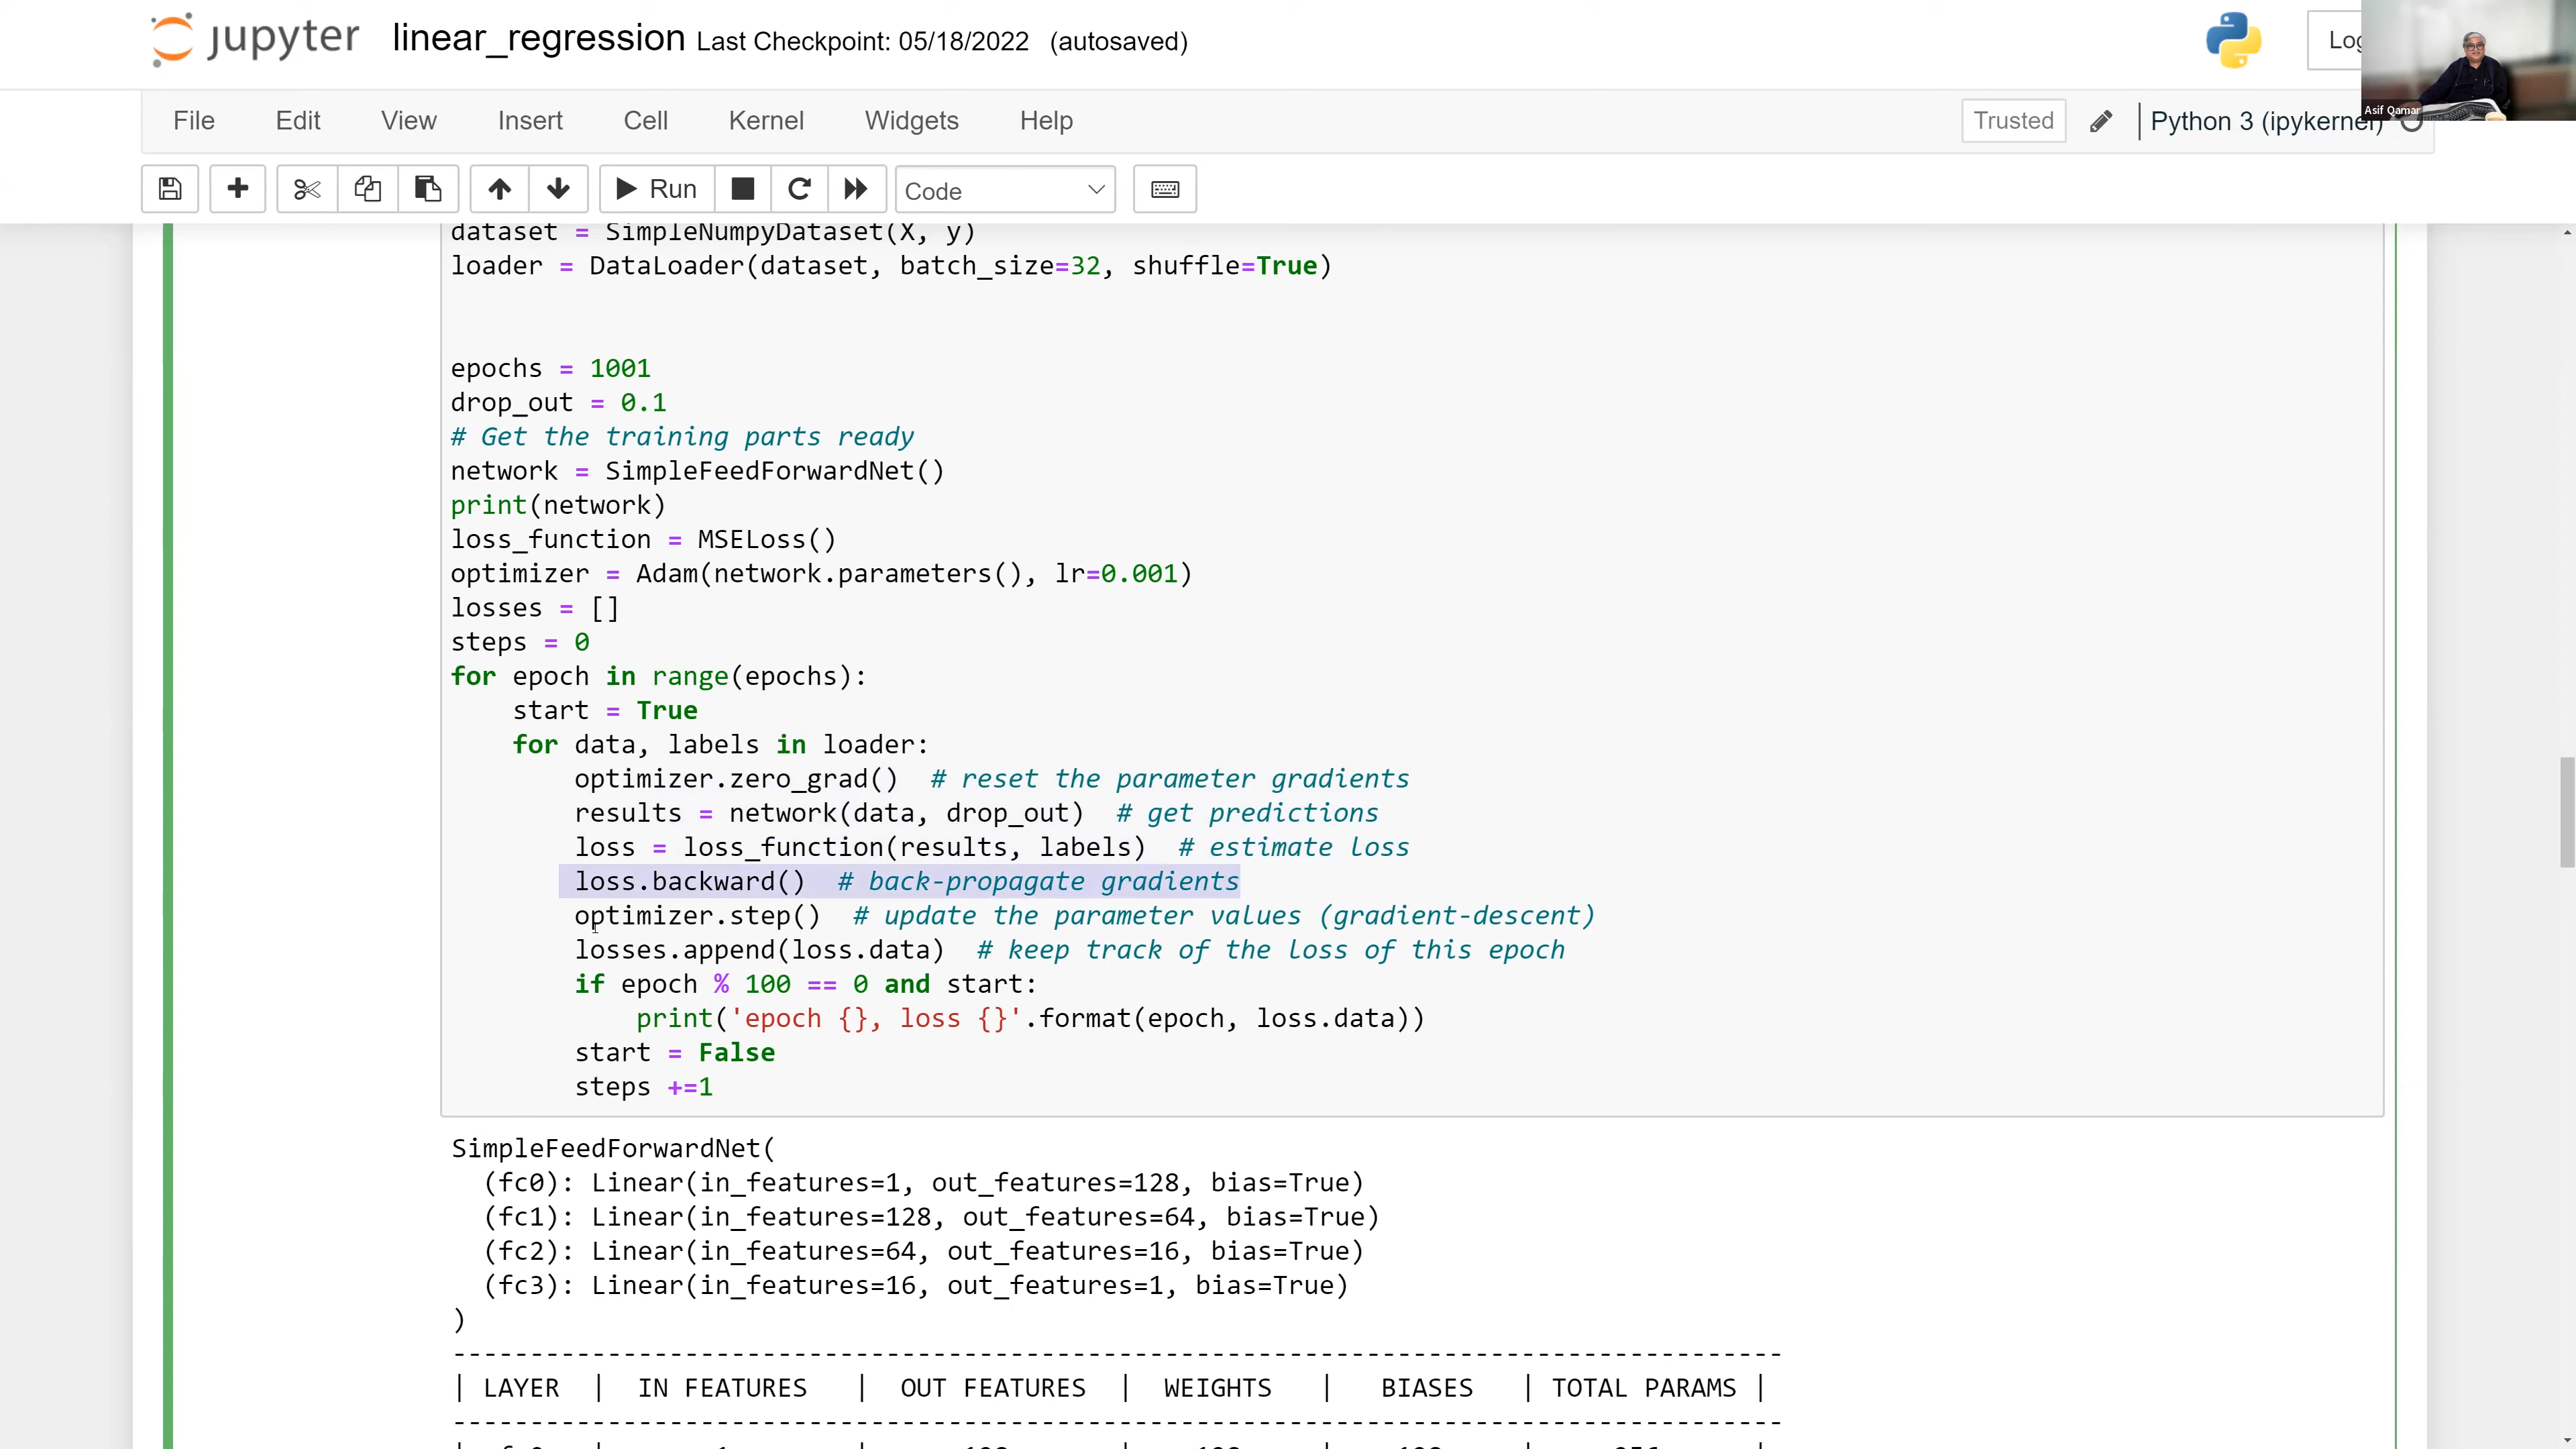 jupyter linear_regression Last Checkpoint: 05/18/2022 (autosaved)
Asif Qamar
File Edit View Insert Cell Kernel Widgets Help Trusted Python 3 (ipykernel)
Run Code
dataset = SimpleNumpyDataset(X, y)
loader = DataLoader(dataset, batch_size=32, shuffle=True)
epochs = 1001
drop_out = 0.1
# Get the training parts ready
network = SimpleFeedForwardNet()
print(network)
loss_function = MSELoss()
optimizer = Adam(network.parameters(), lr=0.001)
losses = []
steps = 0
for epoch in range(epochs):
    start = True
    for data, labels in loader:
        optimizer.zero_grad()  # reset the parameter gradients
        results = network(data, drop_out)  # get predictions
        loss = loss_function(results, labels)  # estimate loss
        loss.backward()  # back-propagate gradients
        optimizer.step()  # update the parameter values (gradient-descent)
        losses.append(loss.data)  # keep track of the loss of this epoch
        if epoch % 100 == 0 and start:
            print('epoch {}, loss {}'.format(epoch, loss.data))
        start = False
        steps +=1
SimpleFeedForwardNet(
  (fc0): Linear(in_features=1, out_features=128, bias=True)
  (fc1): Linear(in_features=128, out_features=64, bias=True)
  (fc2): Linear(in_features=64, out_features=16, bias=True)
  (fc3): Linear(in_features=16, out_features=1, bias=True)
)
| LAYER | IN FEATURES | OUT FEATURES | WEIGHTS | BIASES | TOTAL PARAMS |